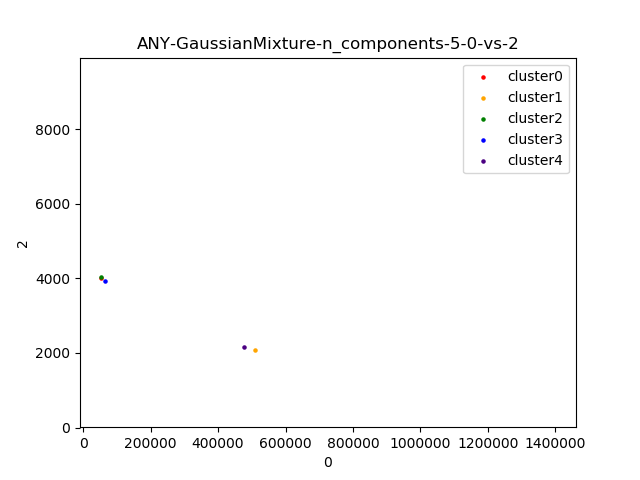 ANY-GaussianMixture-n_components-5-0-vs-2
cluster0
cluster1
cluster2
cluster3
cluster4
8000
6000
4000
2000
0
2
0 200000 400000 600000 800000 1000000 1200000 1400000
0